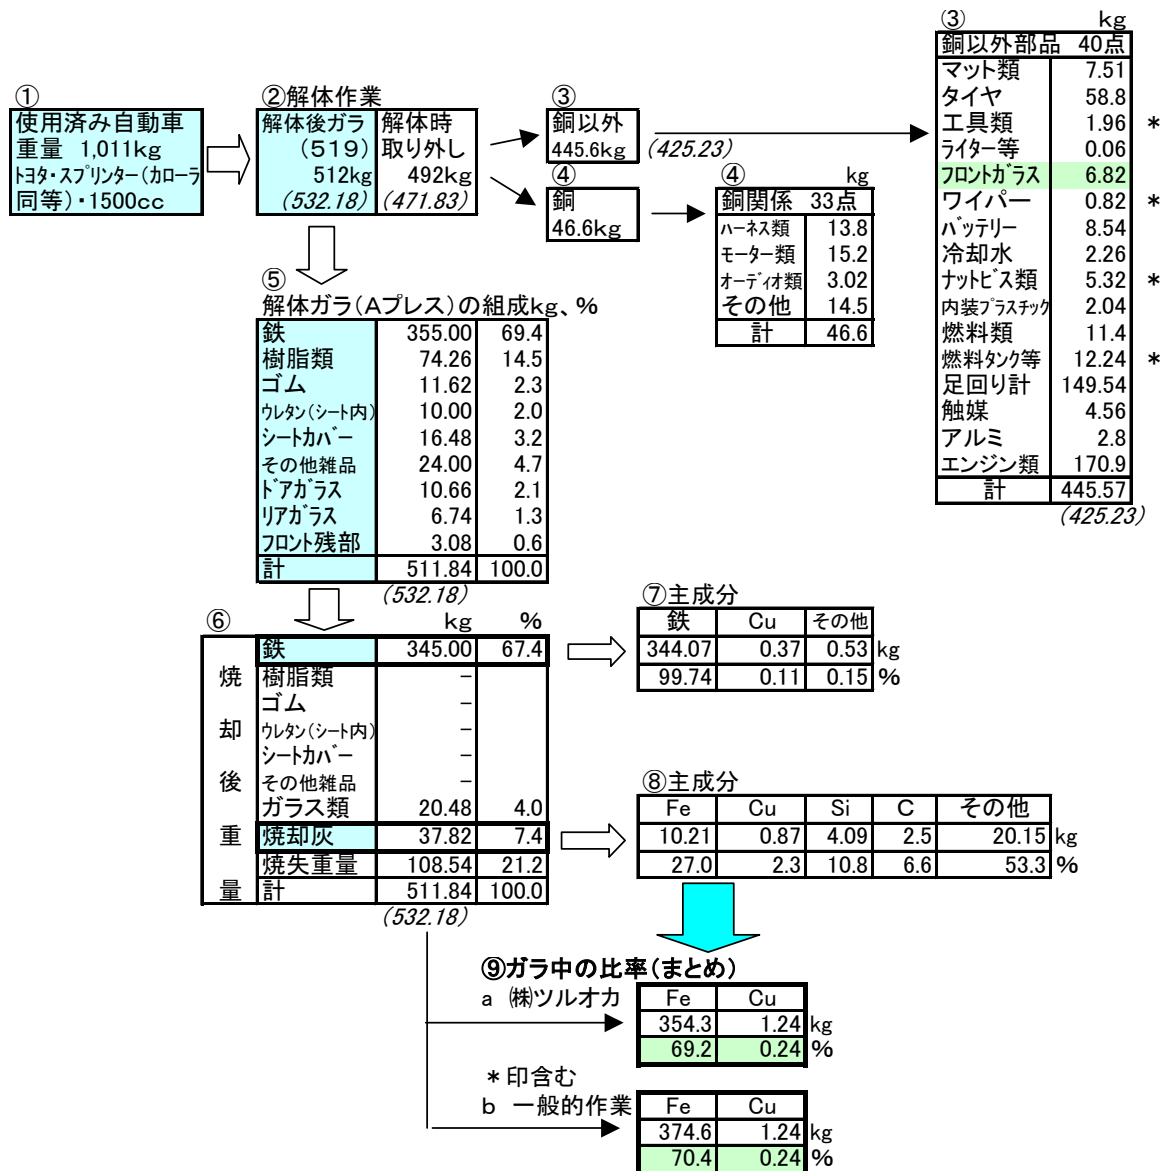 ①
使用済み自動車
重量 1,011kg
トヨタ・スプリンター(カローラ
同等)・1500cc
②解体作業
解体後ガラ 解体時
(519) 取り外し
512kg 492kg
(532.18) (471.83)
③
銅以外
445.6kg (425.23)
④
銅
46.6kg
④ kg
銅関係 33点
ハーネス類 13.8
モーター類 15.2
オーディオ類 3.02
その他 14.5
計 46.6
③ kg
銅以外部品 40点
マット類 7.51
タイヤ 58.8
工具類 1.96 *
ライター等 0.06
フロントガラス 6.82
ワイパー 0.82 *
バッテリー 8.54
冷却水 2.26
ナットビス類 5.32 *
内装プラスチック 2.04
燃料類 11.4
燃料タンク等 12.24 *
足回り計 149.54
触媒 4.56
アルミ 2.8
エンジン類 170.9
計 445.57
(425.23)
⑤
解体ガラ(Aプレス)の組成kg、%
鉄 355.00 69.4
樹脂類 74.26 14.5
ゴム 11.62 2.3
ウレタン(シート内) 10.00 2.0
シートカバー 16.48 3.2
その他雑品 24.00 4.7
ドアガラス 10.66 2.1
リアガラス 6.74 1.3
フロント残部 3.08 0.6
計 511.84 100.0
(532.18)
⑥ kg %
焼却後重量
鉄 345.00 67.4
樹脂類 －
ゴム －
ウレタン(シート内) －
シートカバー －
その他雑品 －
ガラス類 20.48 4.0
焼却灰 37.82 7.4
焼失重量 108.54 21.2
計 511.84 100.0
(532.18)
⑦主成分
鉄 Cu その他
344.07 0.37 0.53 kg
99.74 0.11 0.15 %
⑧主成分
Fe Cu Si C その他
10.21 0.87 4.09 2.5 20.15 kg
27.0 2.3 10.8 6.6 53.3 %
⑨ガラ中の比率(まとめ)
a ㈱ツルオカ
Fe Cu
354.3 1.24 kg
69.2 0.24 %
*印含む
b 一般的作業
Fe Cu
374.6 1.24 kg
70.4 0.24 %